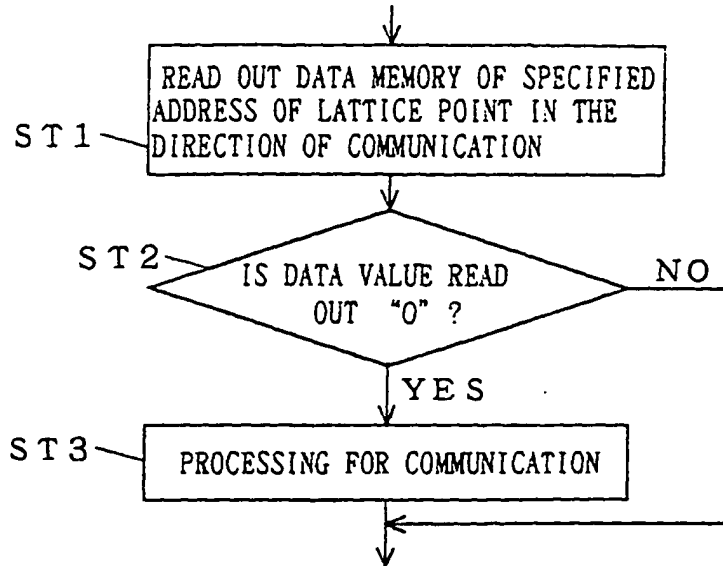 READ OUT DATA MEMORY OF SPECIFIED
ADDRESS OF LATTICE POINT IN THE
DIRECTION OF COMMUNICATION
ST1
ST2
IS DATA VALUE READ
OUT "0" ?
NO
YES
ST3
PROCESSING FOR COMMUNICATION